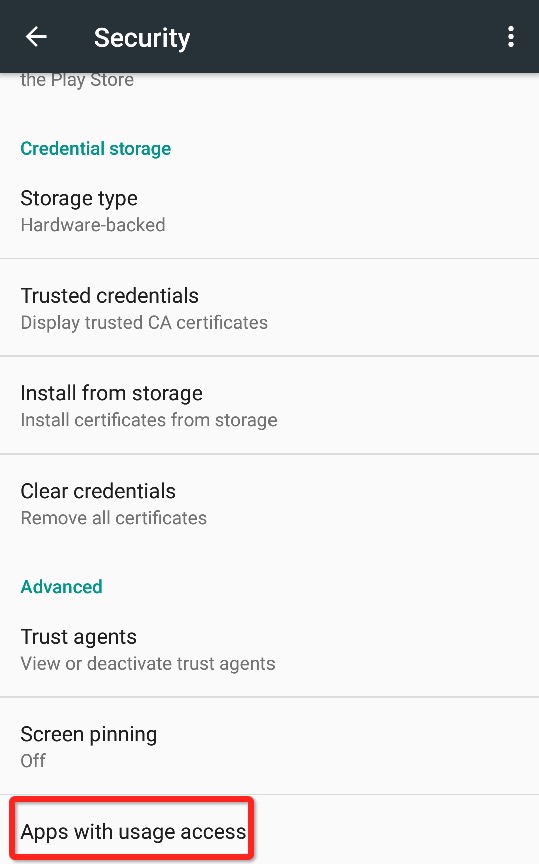 Security
the Play Store
Credential storage
Storage type
Hardware-backed
Trusted credentials
Display trusted CA certificates
Install from storage
Install certificates from storage
Clear credentials
Remove all certificates
Advanced
Trust agents
View or deactivate trust agents
Screen pinning
Off
Apps with usage access